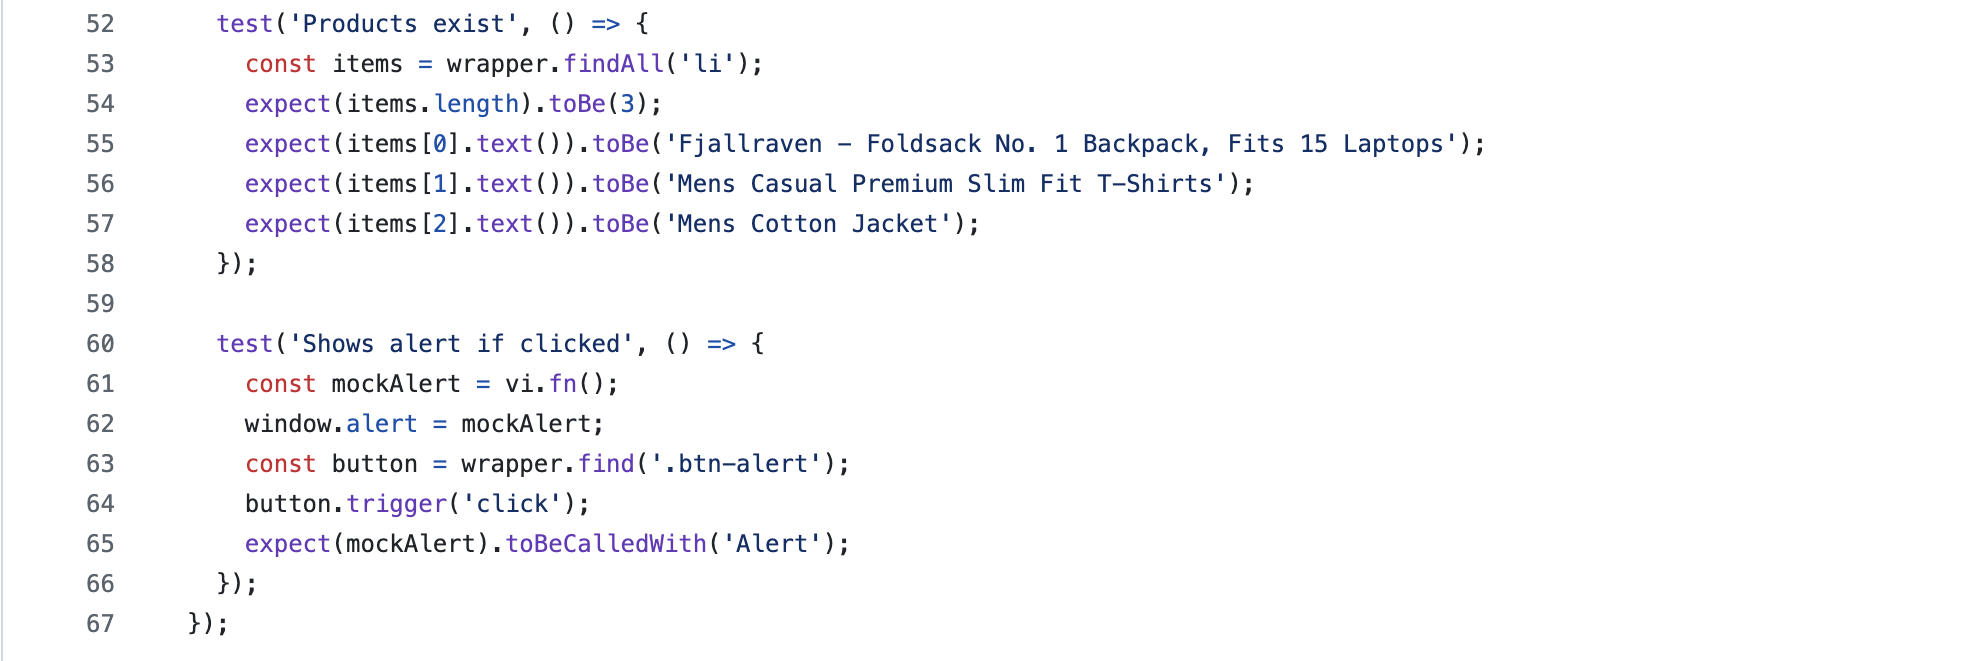 52 test('Products exist', () => {
53 const items = wrapper.findAll('li');
54 expect(items.length).toBe(3);
55 expect(items[0].text()).toBe('Fjallraven - Foldsack No. 1 Backpack, Fits 15 Laptops');
56 expect(items[1].text()).toBe('Mens Casual Premium Slim Fit T-Shirts');
57 expect(items[2].text()).toBe('Mens Cotton Jacket');
58 });
59
60 test('Shows alert if clicked', () => {
61 const mockAlert = vi.fn();
62 window.alert = mockAlert;
63 const button = wrapper.find('.btn-alert');
64 button.trigger('click');
65 expect(mockAlert).toBeCalledWith('Alert');
66 });
67 });